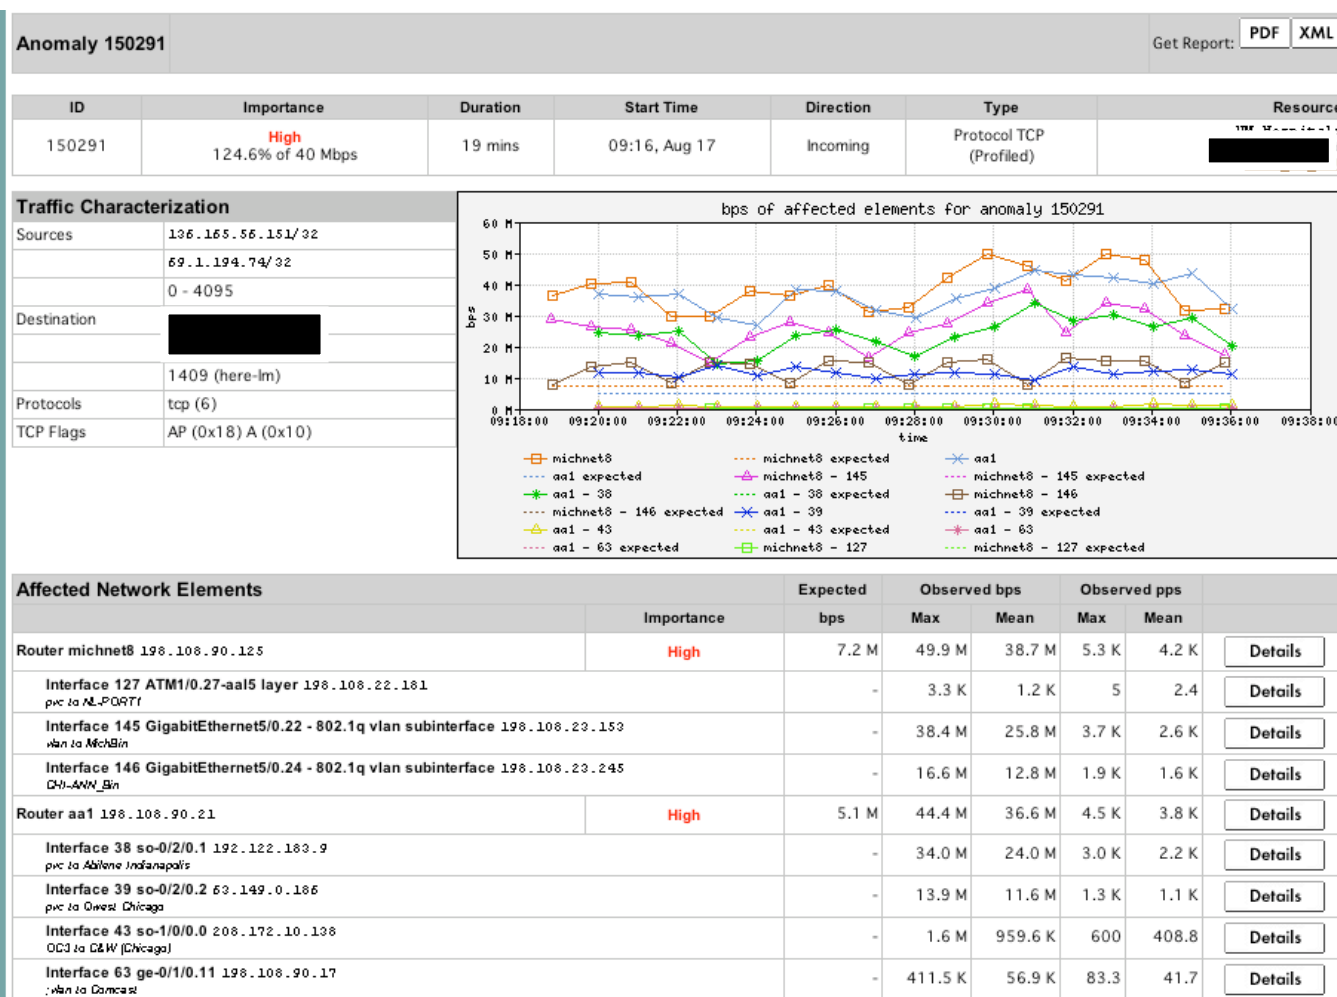 Anomaly 150291
Get Report: PDF XML
ID Importance Duration Start Time Direction Type Resource
150291 High 124.6% of 40 Mbps 19 mins 09:16, Aug 17 Incoming Protocol TCP (Profiled)
Traffic Characterization
Sources 136.165.56.151/32
69.1.194.74/32
0 - 4095
Destination
1409 (here-lm)
Protocols tcp (6)
TCP Flags AP (0x18) A (0x10)
bps of affected elements for anomaly 150291
60 M
50 M
40 M
30 M
20 M
10 M
0 M
bps
09:18:00 09:20:00 09:22:00 09:24:00 09:26:00 09:28:00 09:30:00 09:32:00 09:34:00 09:36:00 09:38:00
time
michnet8 michnet8 expected aa1
aa1 expected michnet8 - 145 michnet8 - 145 expected
aa1 - 38 aa1 - 38 expected michnet8 - 146
michnet8 - 146 expected aa1 - 39 aa1 - 39 expected
aa1 - 43 aa1 - 43 expected aa1 - 63
aa1 - 63 expected michnet8 - 127 michnet8 - 127 expected
Affected Network Elements Expected Observed bps Observed pps
Importance bps Max Mean Max Mean
Router michnet8 198.108.90.125 High 7.2 M 49.9 M 38.7 M 5.3 K 4.2 K Details
Interface 127 ATM1/0.27-aal5 layer 198.108.22.181 - 3.3 K 1.2 K 5 2.4 Details
pvc to NL-PORT1
Interface 145 GigabitEthernet5/0.22 - 802.1q vlan subinterface 198.108.23.153 - 38.4 M 25.8 M 3.7 K 2.6 K Details
vlan to MichBin
Interface 146 GigabitEthernet5/0.24 - 802.1q vlan subinterface 198.108.23.245 - 16.6 M 12.8 M 1.9 K 1.6 K Details
CHI-ANN_Bin
Router aa1 198.108.90.21 High 5.1 M 44.4 M 36.6 M 4.5 K 3.8 K Details
Interface 38 so-0/2/0.1 192.122.183.9 - 34.0 M 24.0 M 3.0 K 2.2 K Details
pvc to Abilene Indianapolis
Interface 39 so-0/2/0.2 63.149.0.186 - 13.9 M 11.6 M 1.3 K 1.1 K Details
pvc to Qwest Chicago
Interface 43 so-1/0/0.0 208.172.10.138 - 1.6 M 959.6 K 600 408.8 Details
OC3 to C&W (Chicago)
Interface 63 ge-0/1/0.11 198.108.90.17 - 411.5 K 56.9 K 83.3 41.7 Details
vlan to Comcast